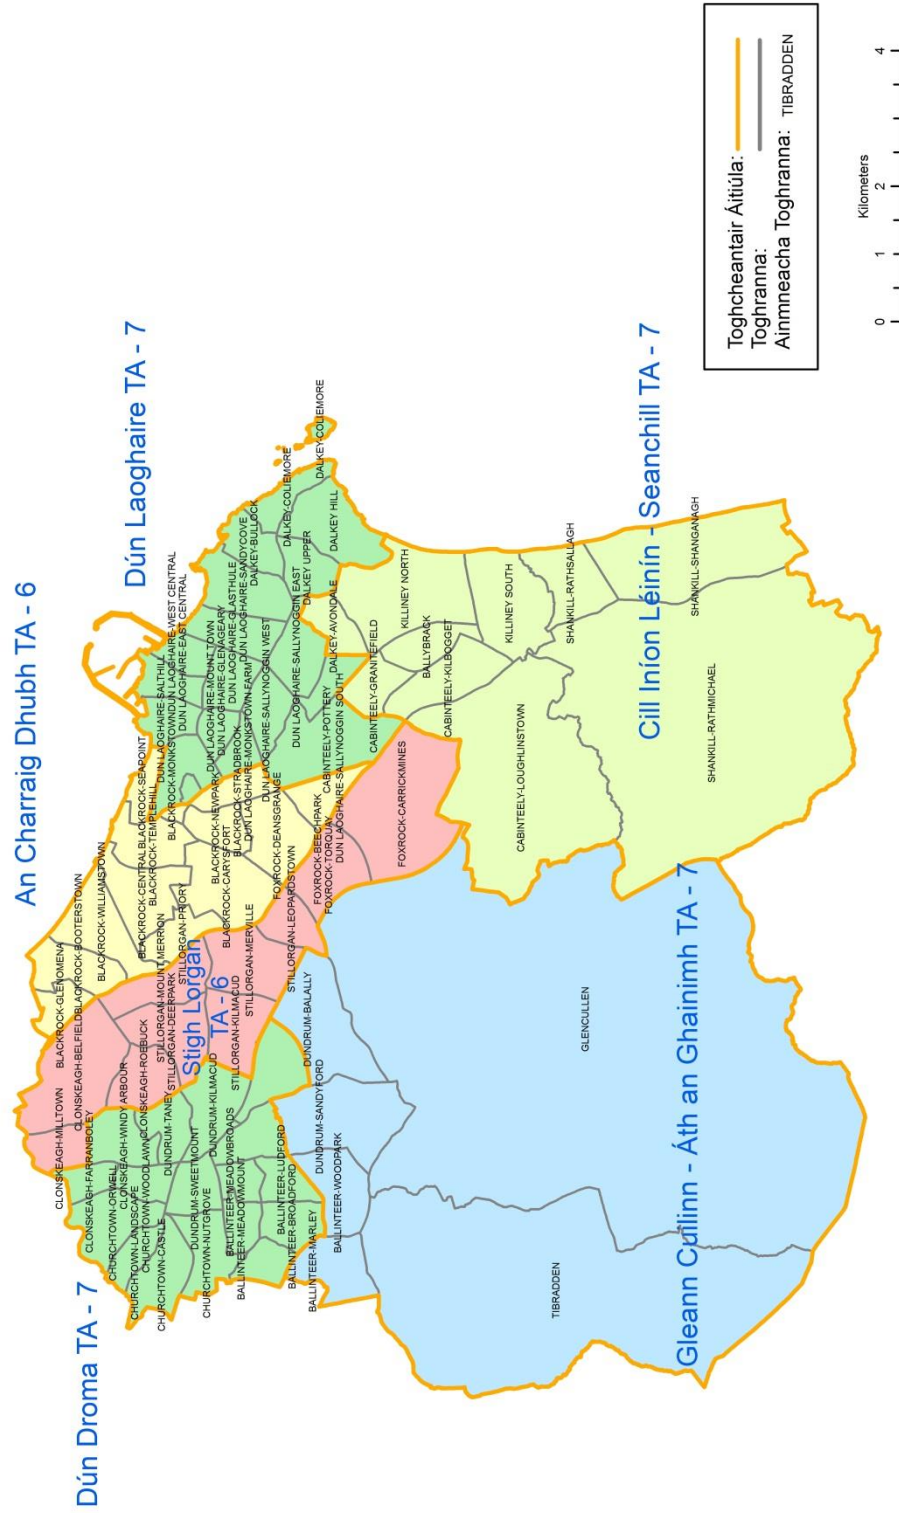 An Charraig Dhubh TA - 6
Dún Droma TA - 7
Dún Laoghaire TA - 7
CLONSKEAGH-MILLTOWN
BLACKROCK-GLENOMENA
CLONSKEAGH-BELFIELD
BLACKROCK-BOOTERSTOWN
CLONSKEAGH-FARRANBOLEY
BLACKROCK-WILLIAMSTOWN
CHURCHTOWN-ORWELL
CLONSKEAGH-WINDY ARBOUR
CHURCHTOWN-LANDSCAPE
CHURCHTOWN-WOODLAWN
CLONSKEAGH-ROEBUCK
BLACKROCK-CENTRAL
BLACKROCK-SEAPOINT
BLACKROCK-TEMPLEHILL
CHURCHTOWN-CASTLE
STILLORGAN-MOUNT MERRION
DUN LAOGHAIRE-SALTHILL
DUNDRUM-TANEY
STILLORGAN-DEERPARK
BLACKROCK-MONKSTOWN
DUN LAOGHAIRE-WEST CENTRAL
STILLORGAN-PRIORY
DUN LAOGHAIRE-EAST CENTRAL
Stigh Lorgan
TA - 6
DUNDRUM-SWEETMOUNT
CHURCHTOWN-NUTGROVE
DUNDRUM-KILMACUD
BLACKROCK-NEWPARK
DUN LAOGHAIRE-MOUNT TOWN
BLACKROCK-CARYSFORT
DUN LAOGHAIRE-GLENAGEARY
BALLINTEER-MEADOWBROADS
STILLORGAN-KILMACUD
BLACKROCK-STRADBROOK
DUN LAOGHAIRE-GLASTHULE
BALLINTEER-MEADOWMOUNT
STILLORGAN-MERVILLE
DUN LAOGHAIRE-MONKSTOWN FARM
DUN LAOGHAIRE-SANDYCOVE
DALKEY-BULLOCK
DUN LAOGHAIRE-SALLYNOGGIN WEST
FOXROCK-DEANSGRANGE
BALLINTEER-LUDFORD
DALKEY-COLIEMORE
BALLINTEER-BROADFORD
STILLORGAN-LEOPARDSTOWN
DUN LAOGHAIRE-SALLYNOGGIN EAST
DUNDRUM-BALALLY
DALKEY UPPER
BALLINTEER-MARLEY
DUNDRUM-SANDYFORD
FOXROCK-BEECHPARK
DALKEY-COLIEMORE
FOXROCK-TORQUAY
CABINTEELY-POTTERY
DALKEY-AVONDALE
DALKEY HILL
BALLINTEER-WOODPARK
DUN LAOGHAIRE-SALLYNOGGIN SOUTH
CABINTEELY-GRANITEFIELD
FOXROCK-CARRICKMINES
KILLINEY NORTH
BALLYBRACK
CABINTEELY-KILBOGGET
KILLINEY SOUTH
CABINTEELY-LOUGHLINSTOWN
TIBRADDEN
SHANKILL-RATHSALLAGH
GLENCULLEN
Cill Iníon Léinín - Seanchill TA - 7
Gleann Cuilinn - Áth an Ghainimh TA - 7
SHANKILL-SHANGANAGH
SHANKILL-RATHMICHAEL
Toghcheantair Áitiúla:
Toghranna:
Ainmneacha Toghranna: TIBRADDEN
Kilometers
0 1 2 4